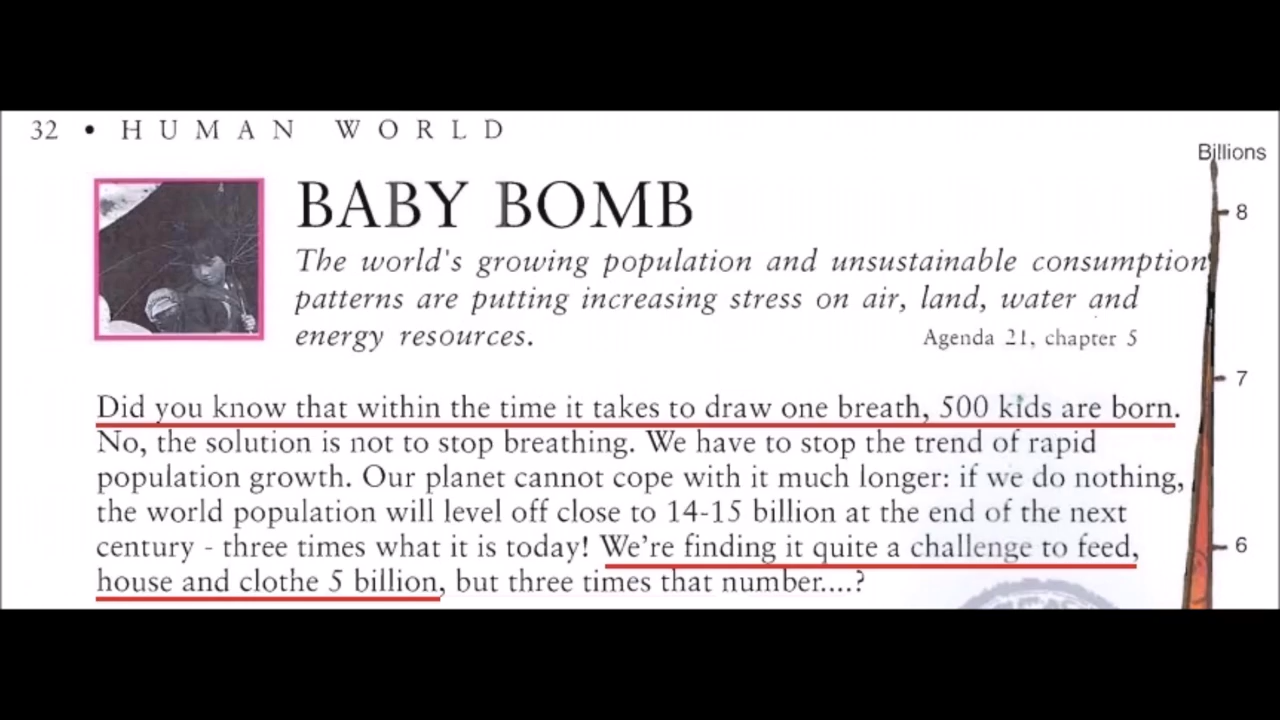 32 • HUMAN WORLD
Billions
BABY BOMB
8
The world's growing population and unsustainable consumption
patterns are putting increasing stress on air, land, water and
energy resources.
Agenda 21, chapter 5
7
Did you know that within the time it takes to draw one breath, 500 kids are born.
No, the solution is not to stop breathing. We have to stop the trend of rapid
population growth. Our planet cannot cope with it much longer: if we do nothing,
the world population will level off close to 14-15 billion at the end of the next
century - three times what it is today! We're finding it quite a challenge to feed,
6
house and clothe 5 billion, but three times that number....?